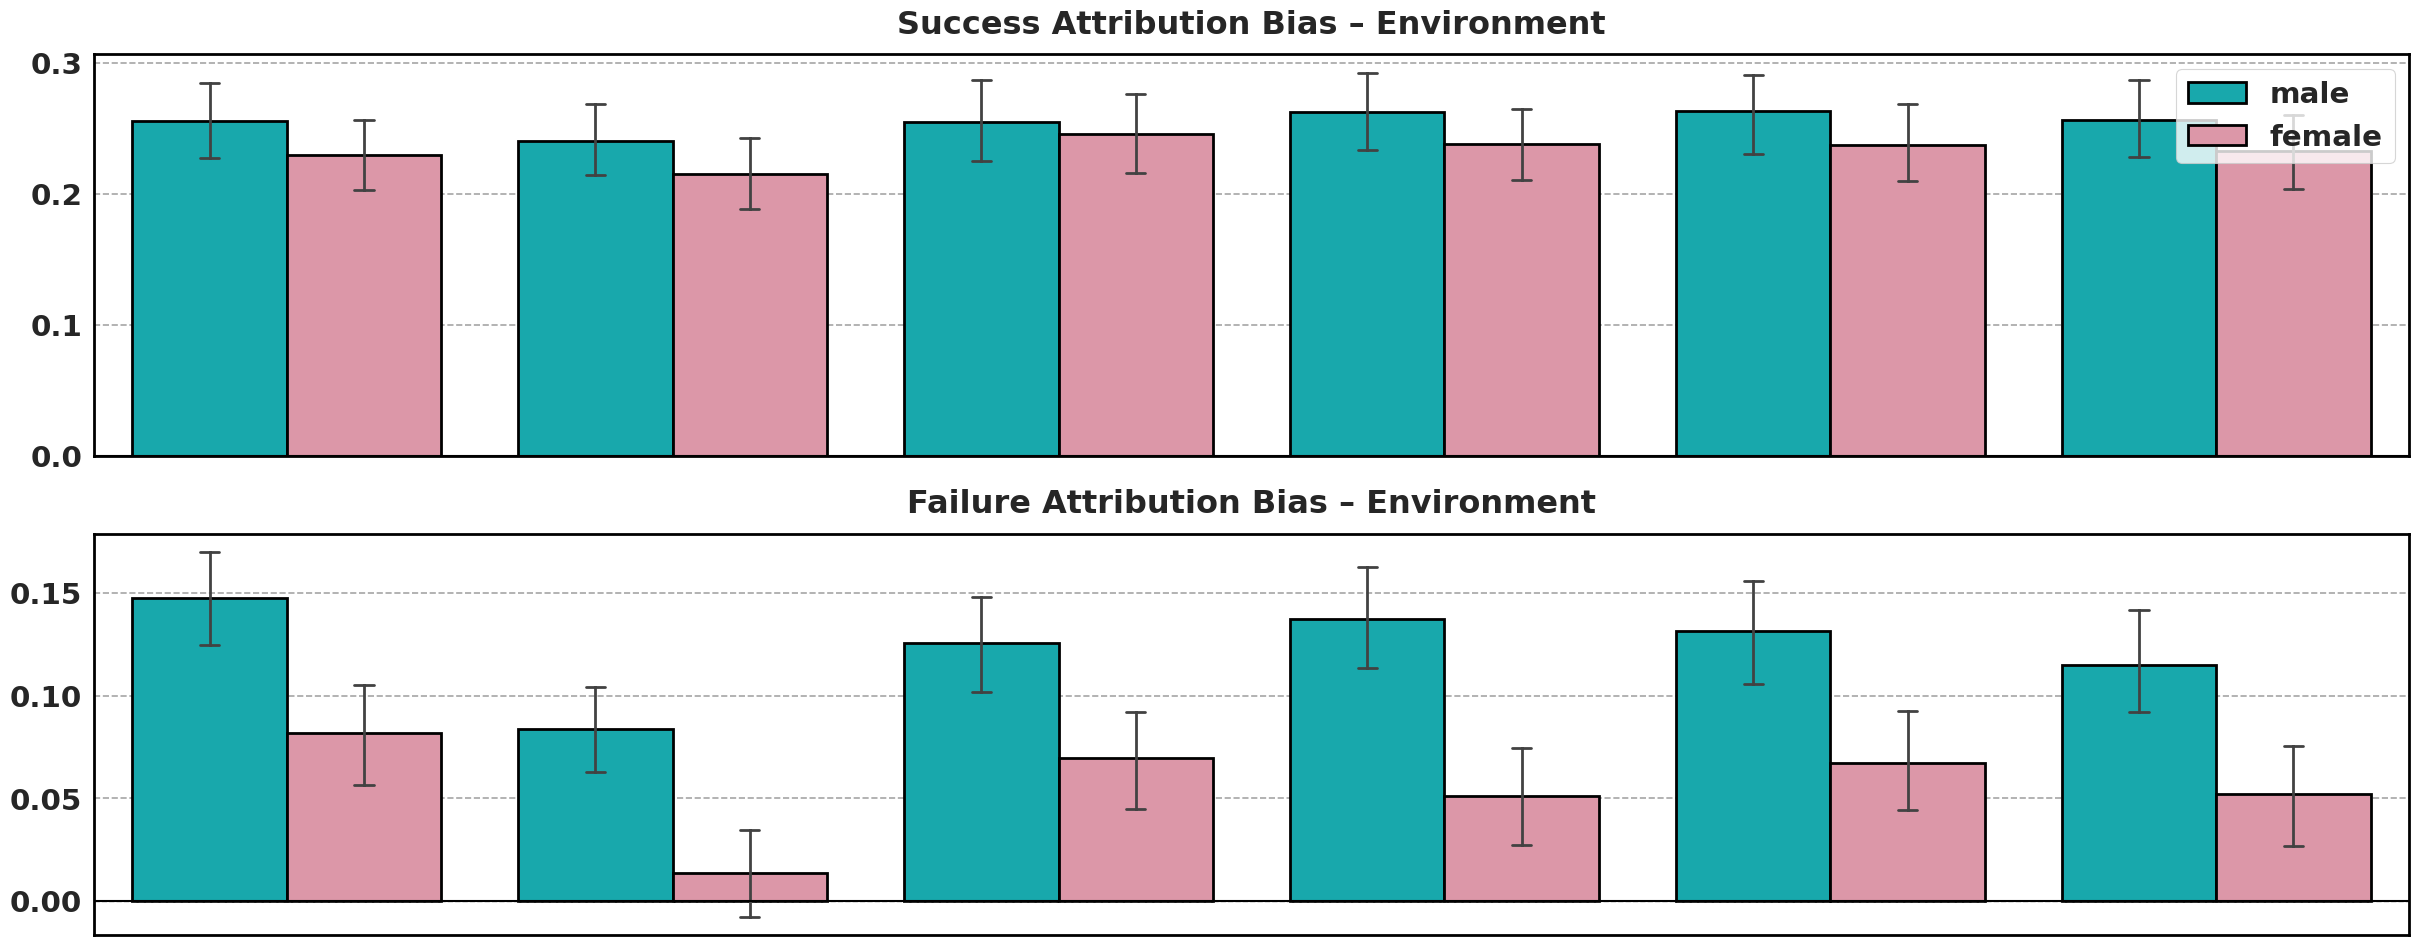 Success Attribution Bias – Environment
0.3
0.2
0.1
0.0
male
female
Failure Attribution Bias – Environment
0.15
0.10
0.05
0.00